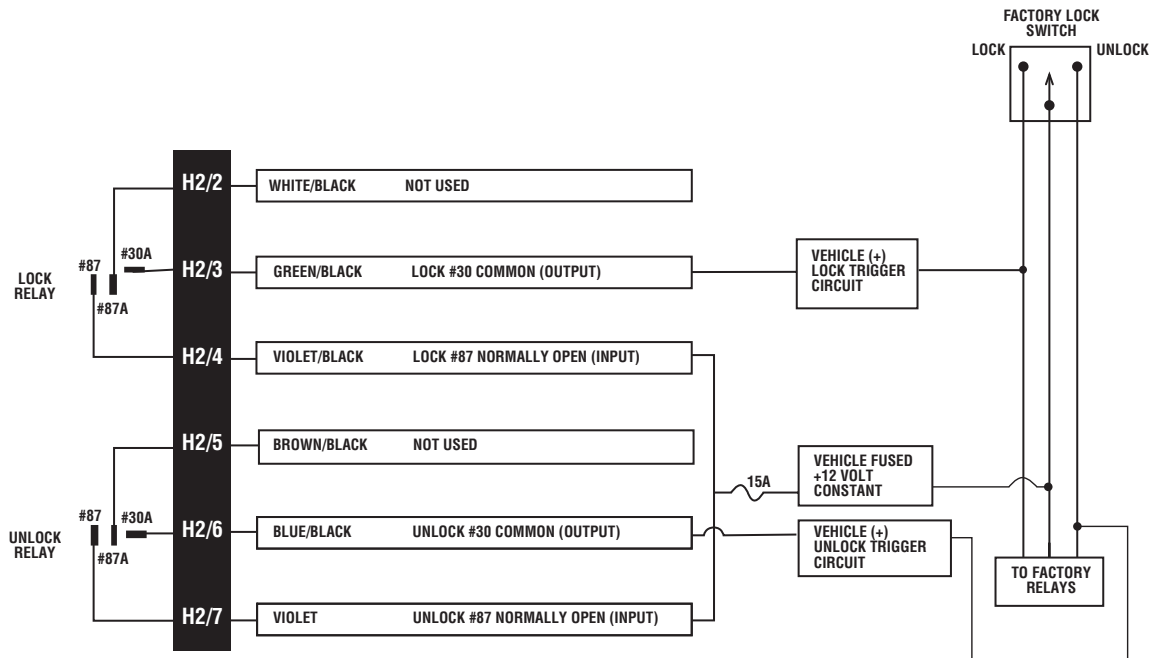 FACTORY LOCK
SWITCH
LOCK
UNLOCK
H2/2
WHITE/BLACK NOT USED
#87
#30A
#87A
LOCK
RELAY
H2/3
GREEN/BLACK LOCK #30 COMMON (OUTPUT)
VEHICLE (+)
LOCK TRIGGER
CIRCUIT
H2/4
VIOLET/BLACK LOCK #87 NORMALLY OPEN (INPUT)
H2/5
BROWN/BLACK NOT USED
15A
VEHICLE FUSED
+12 VOLT
CONSTANT
#87
#30A
#87A
UNLOCK
RELAY
H2/6
BLUE/BLACK UNLOCK #30 COMMON (OUTPUT)
VEHICLE (+)
UNLOCK TRIGGER
CIRCUIT
TO FACTORY
RELAYS
H2/7
VIOLET UNLOCK #87 NORMALLY OPEN (INPUT)